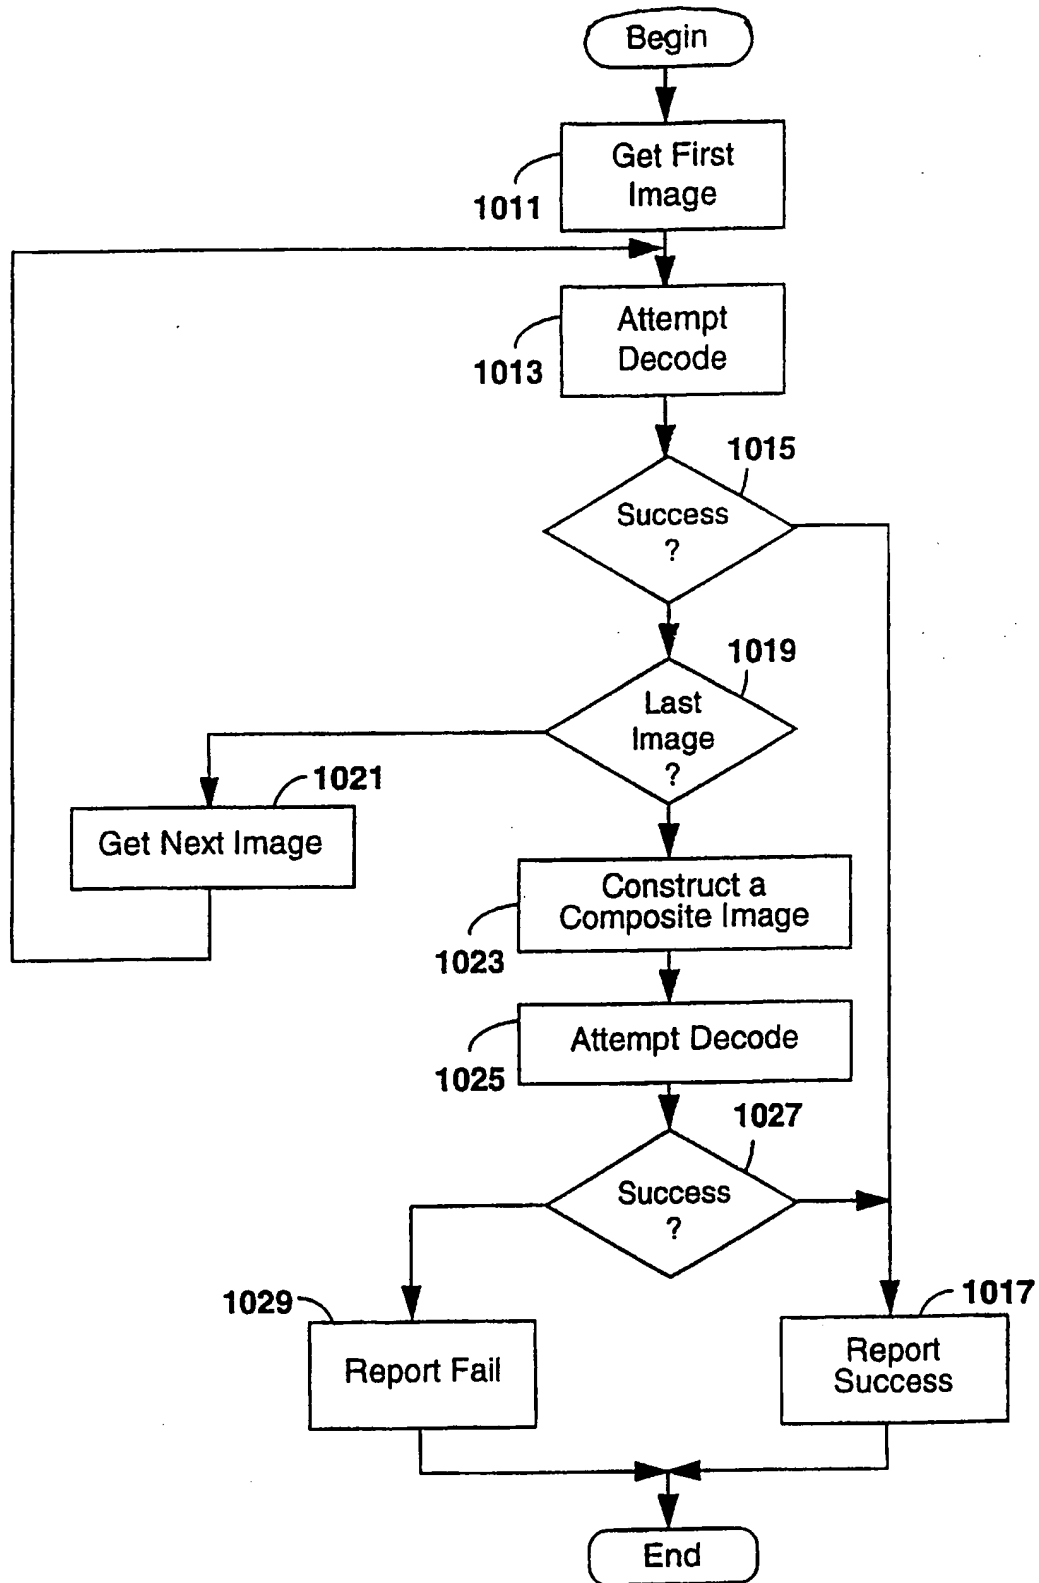 Begin
Get First
Image
1011
Attempt
Decode
1013
1015
Success
?
1019
Last
Image
?
1021
Get Next Image
Construct a
Composite Image
1023
Attempt Decode
1025
1027
Success
?
1029
Report Fail
1017
Report
Success
End